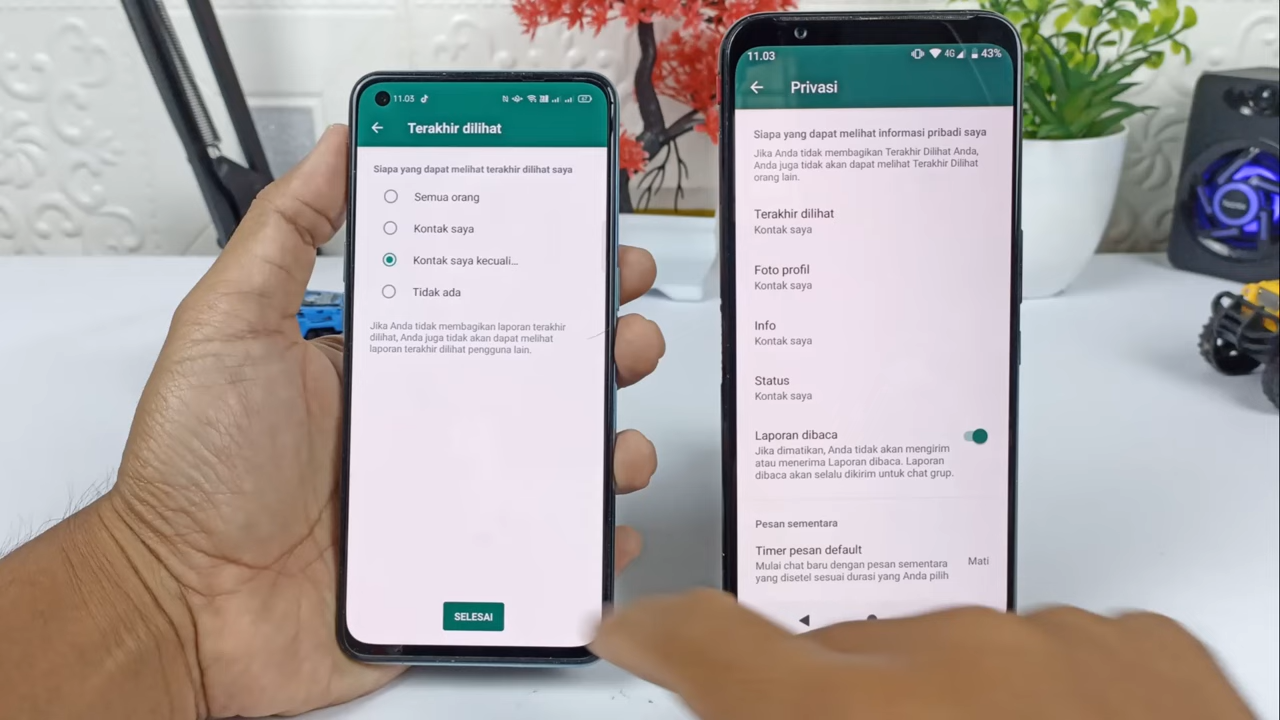 11.03
Terakhir dilihat
Siapa yang dapat melihat terakhir dilihat saya
Semua orang
Kontak saya
Kontak saya kecuali...
Tidak ada
Jika Anda tidak membagikan laporan terakhir
dilihat, Anda juga tidak akan dapat melihat
laporan terakhir dilihat pengguna lain.
SELESAI
11.03
4G
43%
Privasi
Siapa yang dapat melihat informasi pribadi saya
Jika Anda tidak membagikan Terakhir Dilihat Anda,
Anda juga tidak akan dapat melihat Terakhir Dilihat
orang lain.
Terakhir dilihat
Kontak saya
Foto profil
Kontak saya
Info
Kontak saya
Status
Kontak saya
Laporan dibaca
Jika dimatikan, Anda tidak akan mengirim
atau menerima Laporan dibaca. Laporan
dibaca akan selalu dikirim untuk chat grup.
Pesan sementara
Timer pesan default
Mati
Mulai chat baru dengan pesan sementara
yang disetel sesuai durasi yang Anda pilih